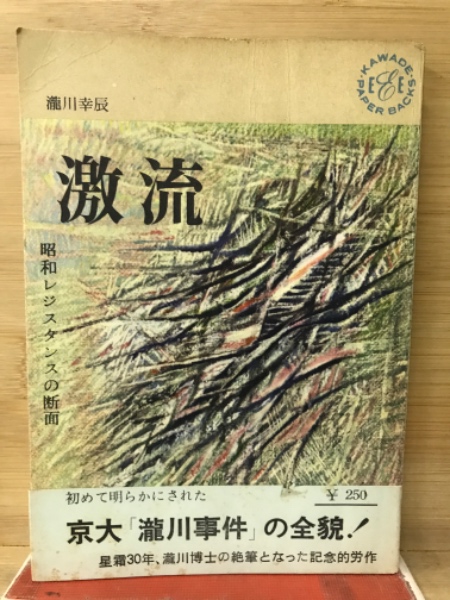 瀧川幸辰
KAWADE・S
PAPER BACKS
EEE
激流
昭和レジスタンスの断面
初めて明らかにされた
¥ 250
京大「瀧川事件」の全貌!
星霜30年、瀧川博士の絶筆となった記念的労作